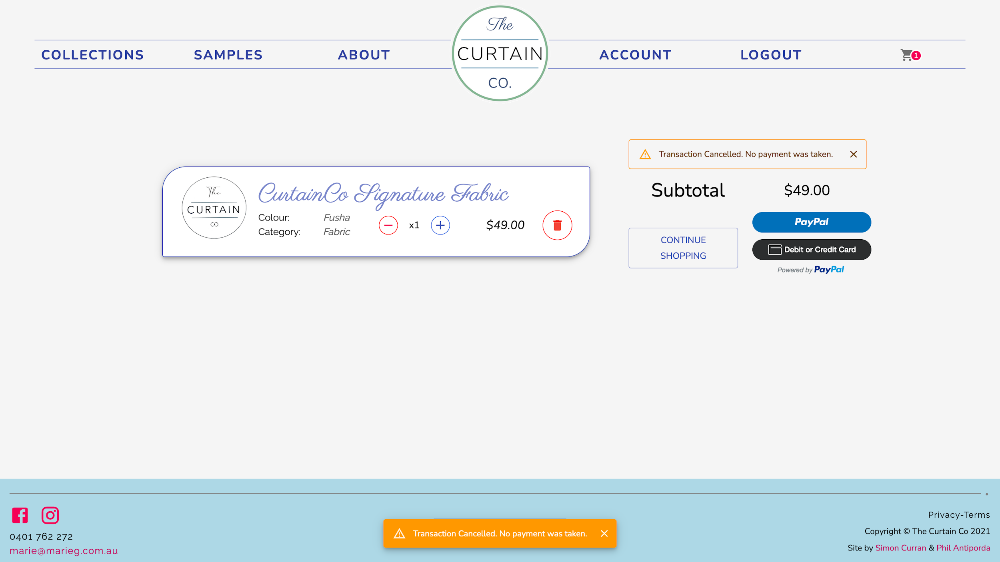 The
CURTAIN
CO.
COLLECTIONS
SAMPLES
ABOUT
ACCOUNT
LOGOUT
1
The
CURTAIN
CO.
CurtainCo Signature Fabric
Colour: Fusha
Category: Fabric
x1
$49.00
Transaction Cancelled. No payment was taken.
Subtotal $49.00
CONTINUE
SHOPPING
PayPal
Debit or Credit Card
Powered by PayPal
0401 762 272
marie@marieg.com.au
Transaction Cancelled. No payment was taken.
Privacy-Terms
Copyright © The Curtain Co 2021
Site by Simon Curran & Phil Antiporda